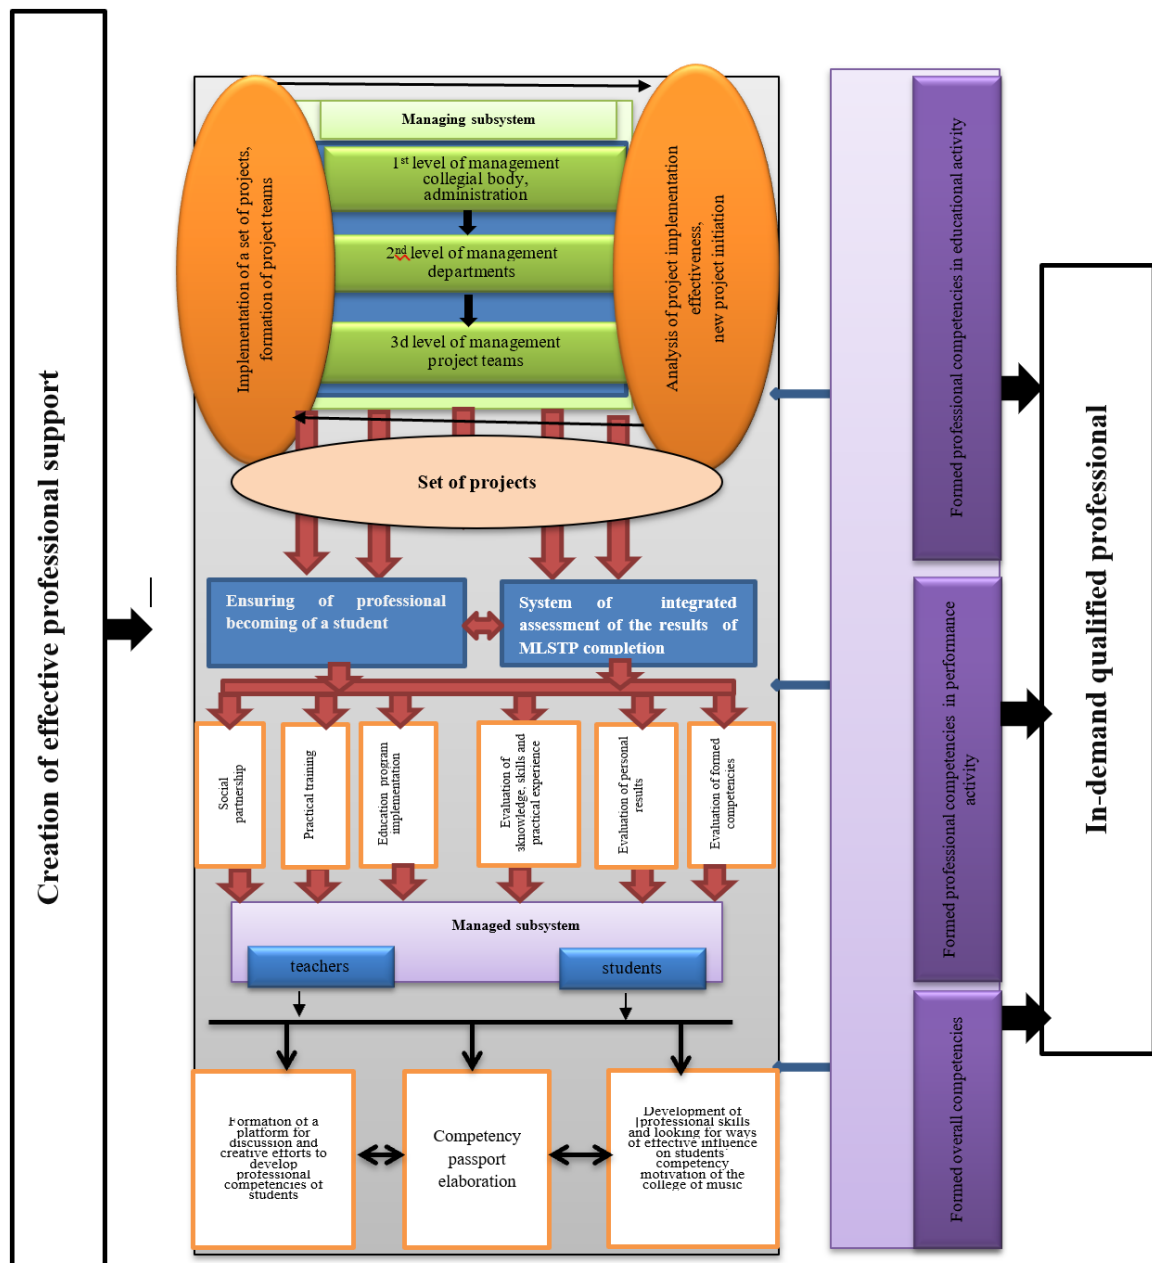 Creation of effective professional support
Implementation of a set of projects,
formation of project teams
Managing subsystem
1st level of management
collegial body,
administration
2nd level of management
departments
3d level of management
project teams
Analysis of project implementation
effectiveness,
new project initiation
Set of projects
Ensuring of professional
becoming of a student
System of integrated
assessment of the results of
MLSTP completion
Social
partnership
Practical training
Education program
implementation
Evaluation of
зknowledge, skills and
practical experience
Evaluation of personal
results
Evaluation of formed
competencies
Managed subsystem
teachers
students
Formation of a
platform for
discussion and
creative efforts to
develop
professional
competencies of
students
Competency
passport
elaboration
Development of
professional skills
and looking for ways
of effective influence
on students'
competency
motivation of the
college of music
Formed professional competencies in educational activity
Formed professional competencies in performance
activity
Formed overall competencies
In-demand qualified professional